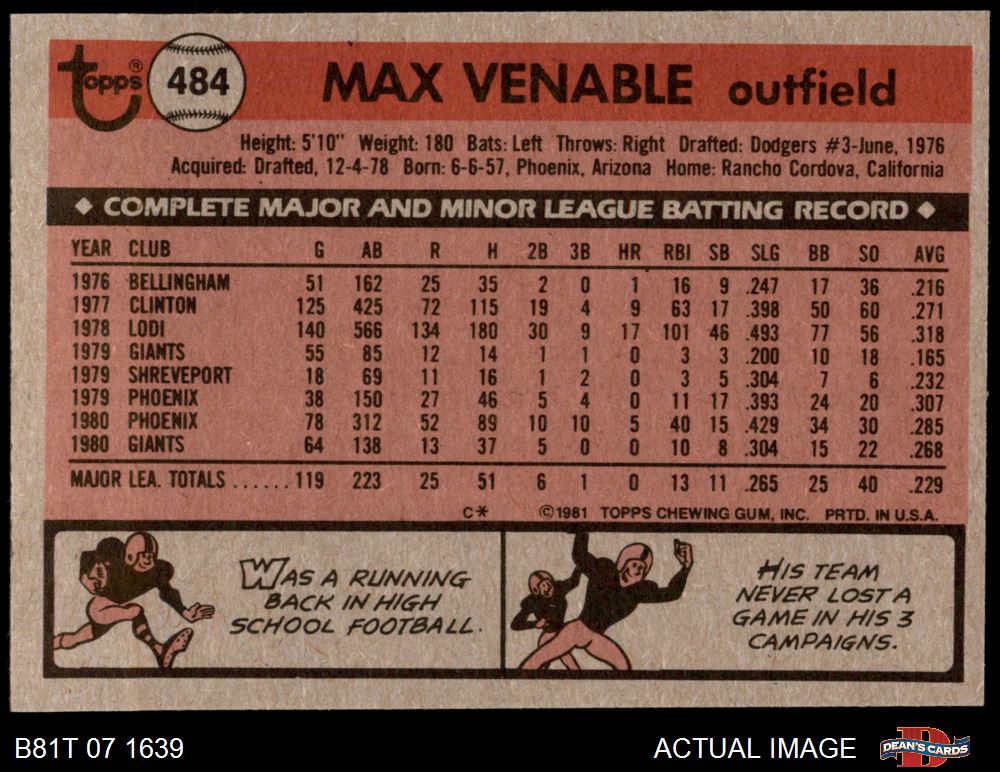 topps®
484
MAX VENABLE outfield
Height: 5'10" Weight: 180 Bats: Left Throws: Right Drafted: Dodgers #3-June, 1976
Acquired: Drafted, 12-4-78 Born: 6-6-57, Phoenix, Arizona Home: Rancho Cordova, California
◆ COMPLETE MAJOR AND MINOR LEAGUE BATTING RECORD ◆
YEAR CLUB G AB R H 2B 3B HR RBI SB SLG BB SO AVG
1976 BELLINGHAM 51 162 25 35 2 0 1 16 9 .247 17 36 .216
1977 CLINTON 125 425 72 115 19 4 9 63 17 .398 50 60 .271
1978 LODI 140 566 134 180 30 9 17 101 46 .493 77 56 .318
1979 GIANTS 55 85 12 14 1 1 0 3 3 .200 10 18 .165
1979 SHREVEPORT 18 69 11 16 1 2 0 3 5 .304 7 6 .232
1979 PHOENIX 38 150 27 46 5 4 0 11 17 .393 24 20 .307
1980 PHOENIX 78 312 52 89 10 10 5 40 15 .429 34 30 .285
1980 GIANTS 64 138 13 37 5 0 0 10 8 .304 15 22 .268
MAJOR LEA. TOTALS ......119 223 25 51 6 1 0 13 11 .265 25 40 .229
C* ©1981 TOPPS CHEWING GUM, INC. PRTD. IN U.S.A.
WAS A RUNNING
BACK IN HIGH
SCHOOL FOOTBALL.
HIS TEAM
NEVER LOST A
GAME IN HIS 3
CAMPAIGNS.
B81T 07 1639
ACTUAL IMAGE
D
DEAN'S CARDS